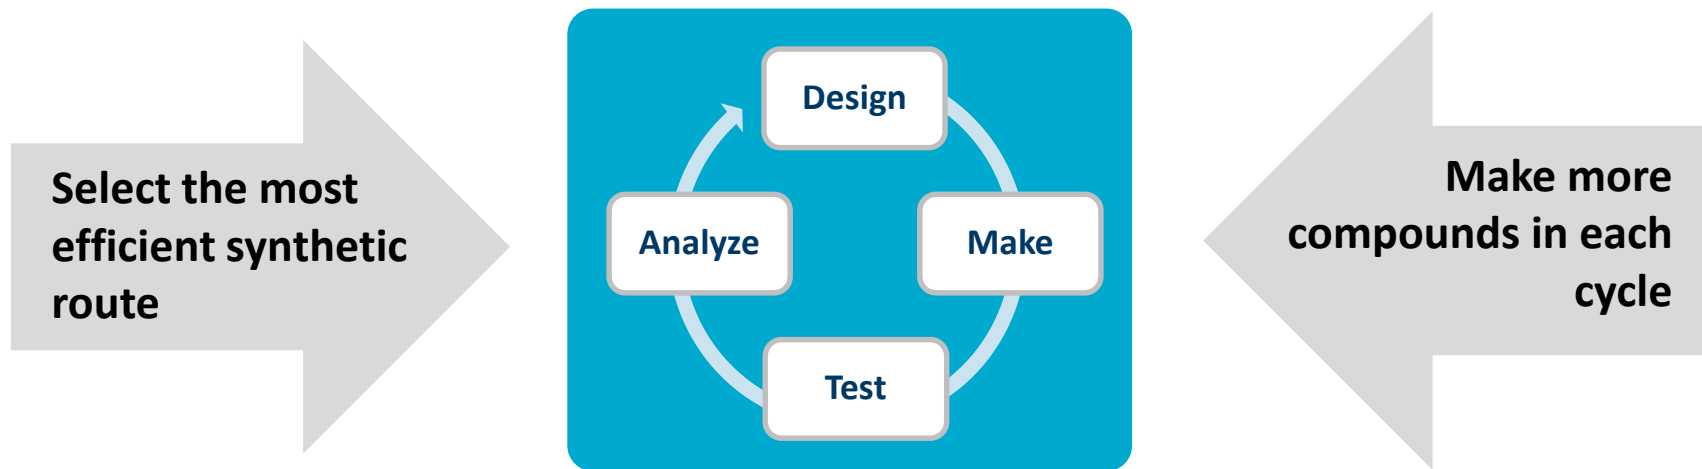 Select the most
efficient synthetic
route
Design
Analyze
Make
Test
Make more
compounds in each
cycle